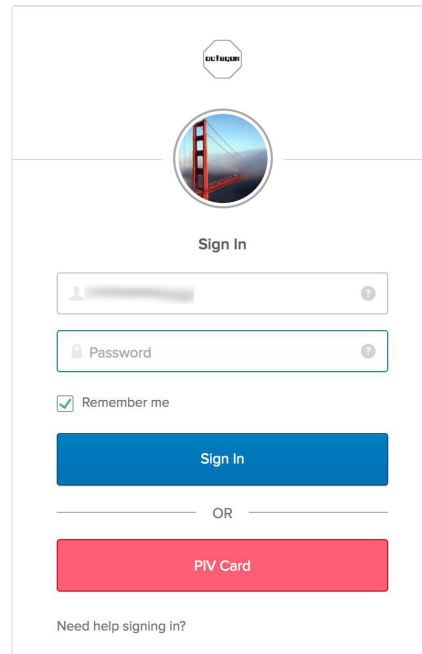 octagon
Sign In
?
Password ?
Remember me
Sign In
OR
PIV Card
Need help signing in?